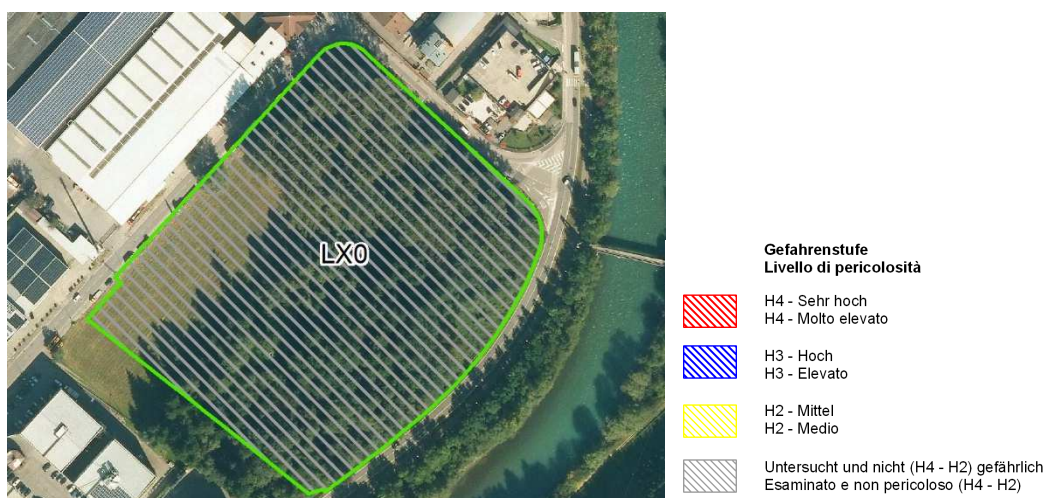 LX0
Gefahrenstufe
Livello di pericolosità
H4 - Sehr hoch
H4 - Molto elevato
H3 - Hoch
H3 - Elevato
H2 - Mittel
H2 - Medio
Untersucht und nicht (H4 - H2) gefährlich
Esaminato e non pericoloso (H4 - H2)